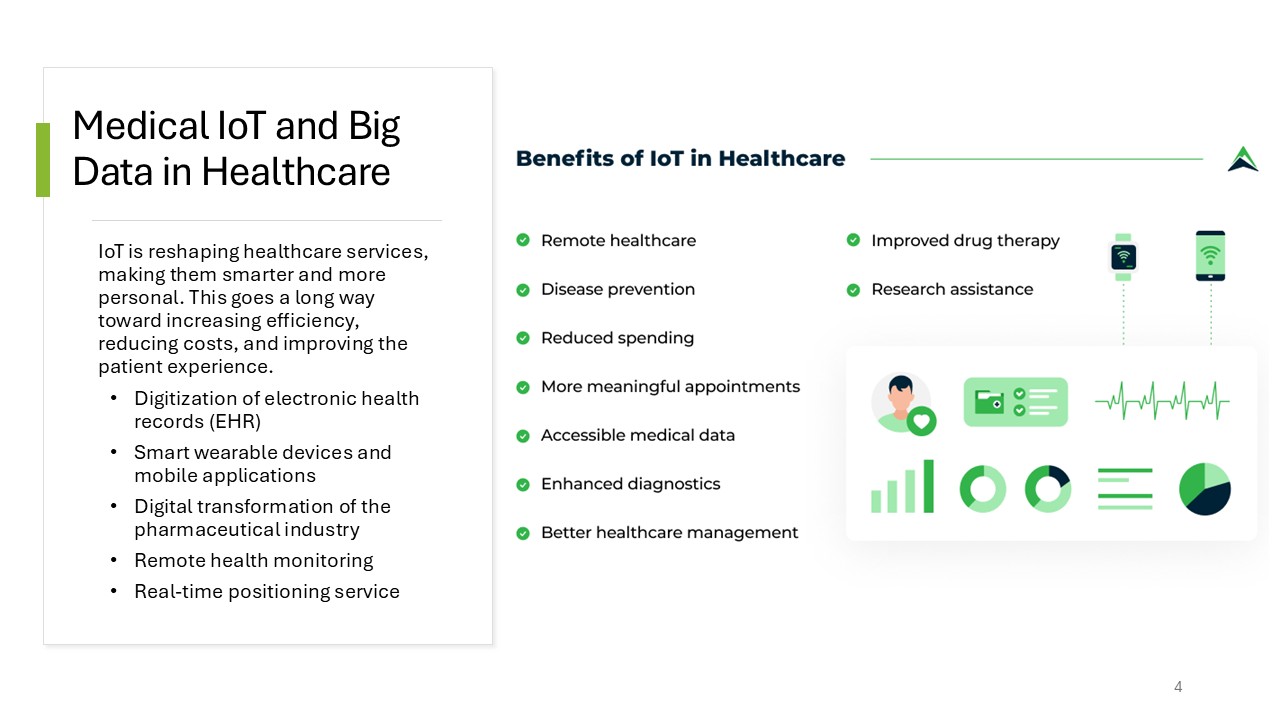 Medical IoT and Big
Data in Healthcare
IoT is reshaping healthcare services,
making them smarter and more
personal. This goes a long way
toward increasing efficiency,
reducing costs, and improving the
patient experience.
• Digitization of electronic health
records (EHR)
• Smart wearable devices and
mobile applications
• Digital transformation of the
pharmaceutical industry
• Remote health monitoring
• Real-time positioning service
Benefits of IoT in Healthcare
Remote healthcare
Disease prevention
Reduced spending
More meaningful appointments
Accessible medical data
Enhanced diagnostics
Better healthcare management
Improved drug therapy
Research assistance
4